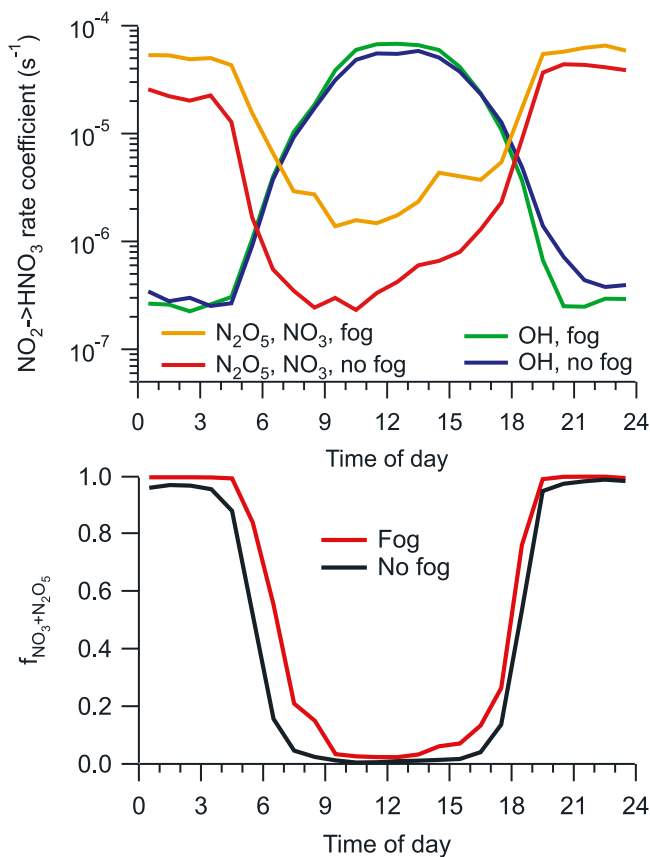 NO₂->HNO₃ rate coefficient (s⁻¹)
10⁻⁴
10⁻⁵
10⁻⁶
10⁻⁷
N₂O₅, NO₃, fog
OH, fog
N₂O₅, NO₃, no fog
OH, no fog
0 3 6 9 12 15 18 21 24
Time of day
f NO₃+N₂O₅
1.0
0.8
0.6
0.4
0.2
0.0
Fog
No fog
0 3 6 9 12 15 18 21 24
Time of day